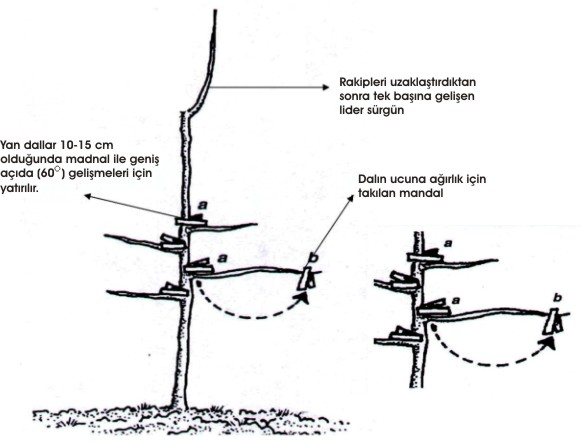 Rakipleri uzaklaştırdıktan
sonra tek başına gelişen
lider sürgün
Yan dallar 10-15 cm
olduğunda madnal ile geniş
açıda (60°) gelişmeleri için
yatırılır.
Dalın ucuna ağırlık için
takılan mandal
a
a
b
a
a
b